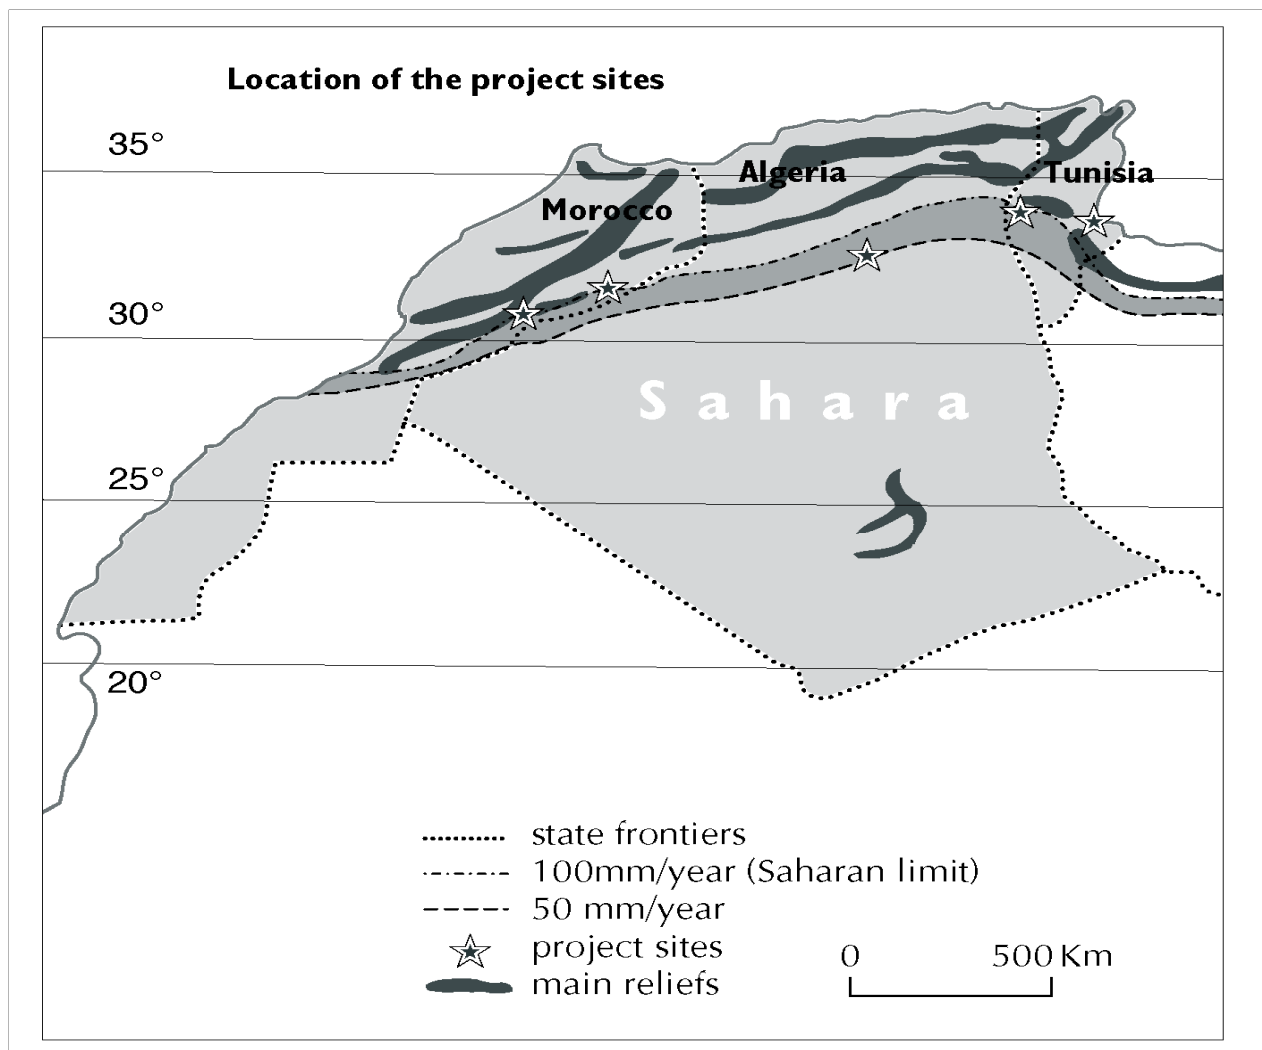 Location of the project sites
35°
Algeria
Tunisia
Morocco
30°
Sahara
25°
20°
state frontiers
100mm/year (Saharan limit)
50 mm/year
project sites
0 500 Km
main reliefs